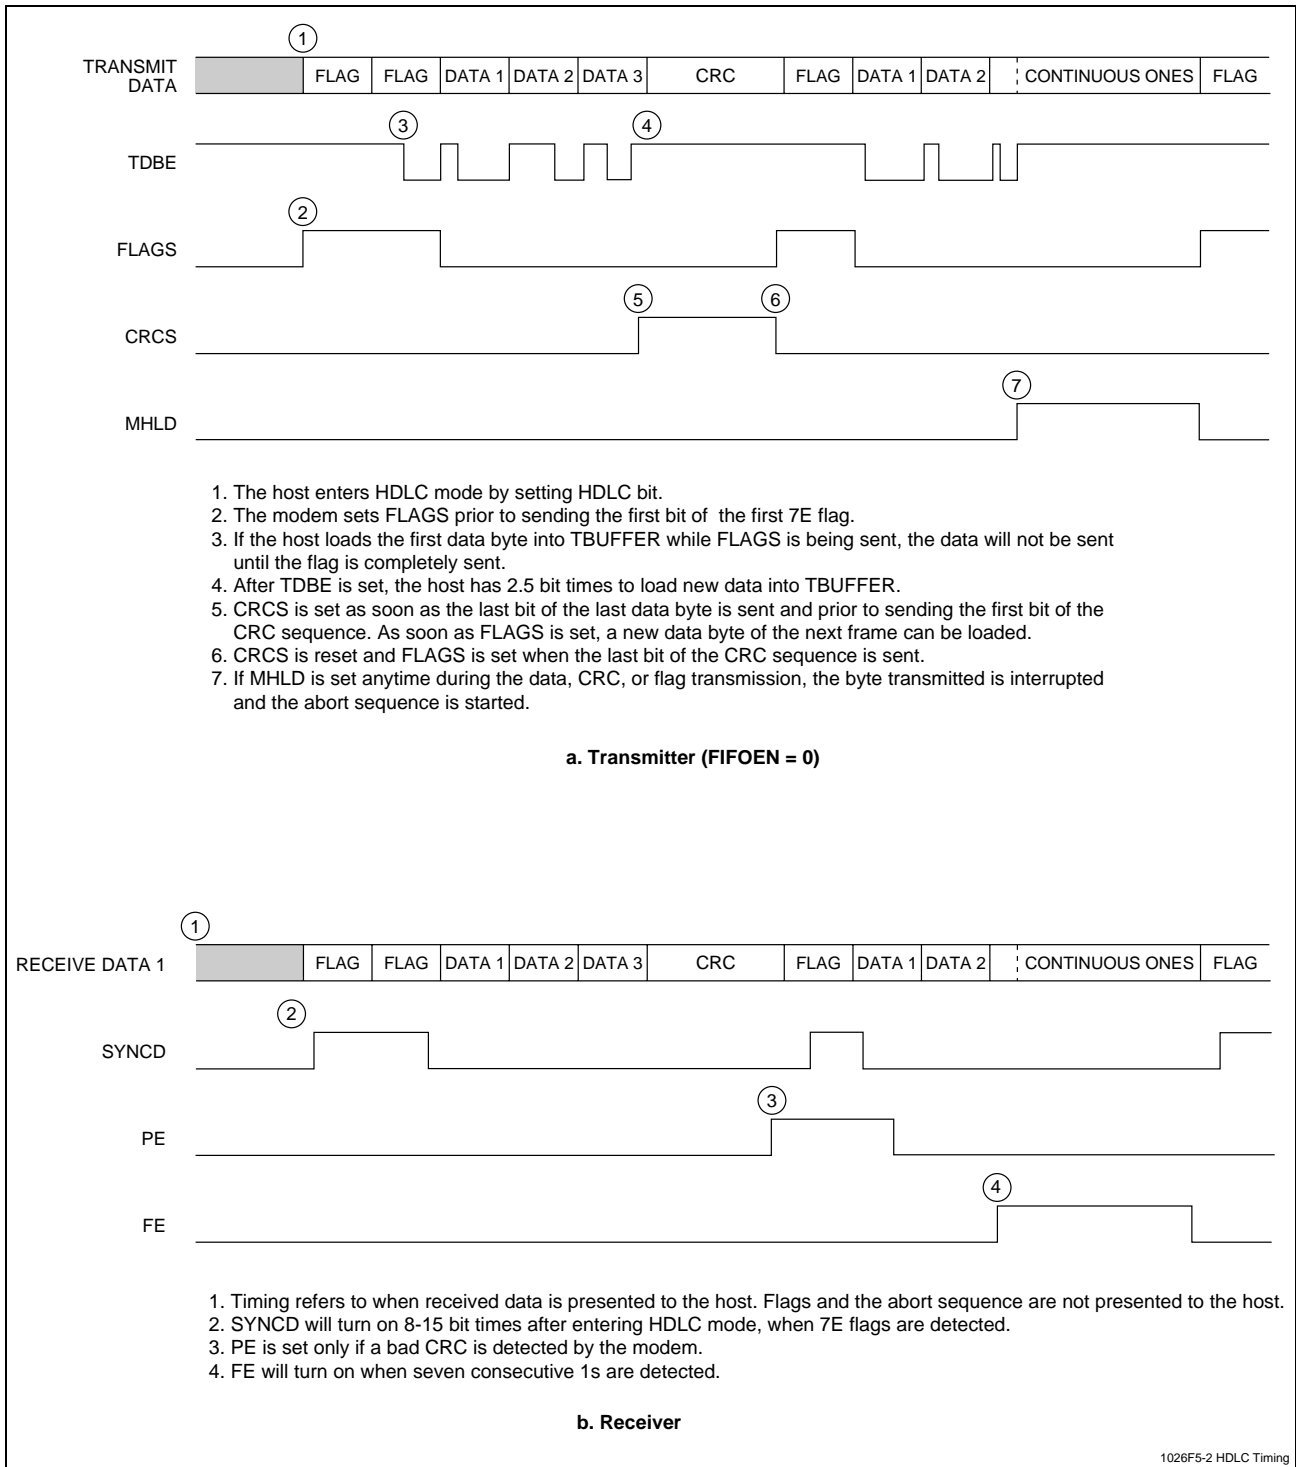 1
TRANSMIT
DATA
FLAG FLAG DATA 1 DATA 2 DATA 3 CRC FLAG DATA 1 DATA 2 CONTINUOUS ONES FLAG
3 4
TDBE
2
FLAGS
5 6
CRCS
7
MHLD
1. The host enters HDLC mode by setting HDLC bit.
2. The modem sets FLAGS prior to sending the first bit of the first 7E flag.
3. If the host loads the first data byte into TBUFFER while FLAGS is being sent, the data will not be sent
until the flag is completely sent.
4. After TDBE is set, the host has 2.5 bit times to load new data into TBUFFER.
5. CRCS is set as soon as the last bit of the last data byte is sent and prior to sending the first bit of the
CRC sequence. As soon as FLAGS is set, a new data byte of the next frame can be loaded.
6. CRCS is reset and FLAGS is set when the last bit of the CRC sequence is sent.
7. If MHLD is set anytime during the data, CRC, or flag transmission, the byte transmitted is interrupted
and the abort sequence is started.
a. Transmitter (FIFOEN = 0)
1
RECEIVE DATA 1
FLAG FLAG DATA 1 DATA 2 DATA 3 CRC FLAG DATA 1 DATA 2 CONTINUOUS ONES FLAG
2
SYNCD
3
PE
4
FE
1. Timing refers to when received data is presented to the host. Flags and the abort sequence are not presented to the host.
2. SYNCD will turn on 8-15 bit times after entering HDLC mode, when 7E flags are detected.
3. PE is set only if a bad CRC is detected by the modem.
4. FE will turn on when seven consecutive 1s are detected.
b. Receiver
1026F5-2 HDLC Timing